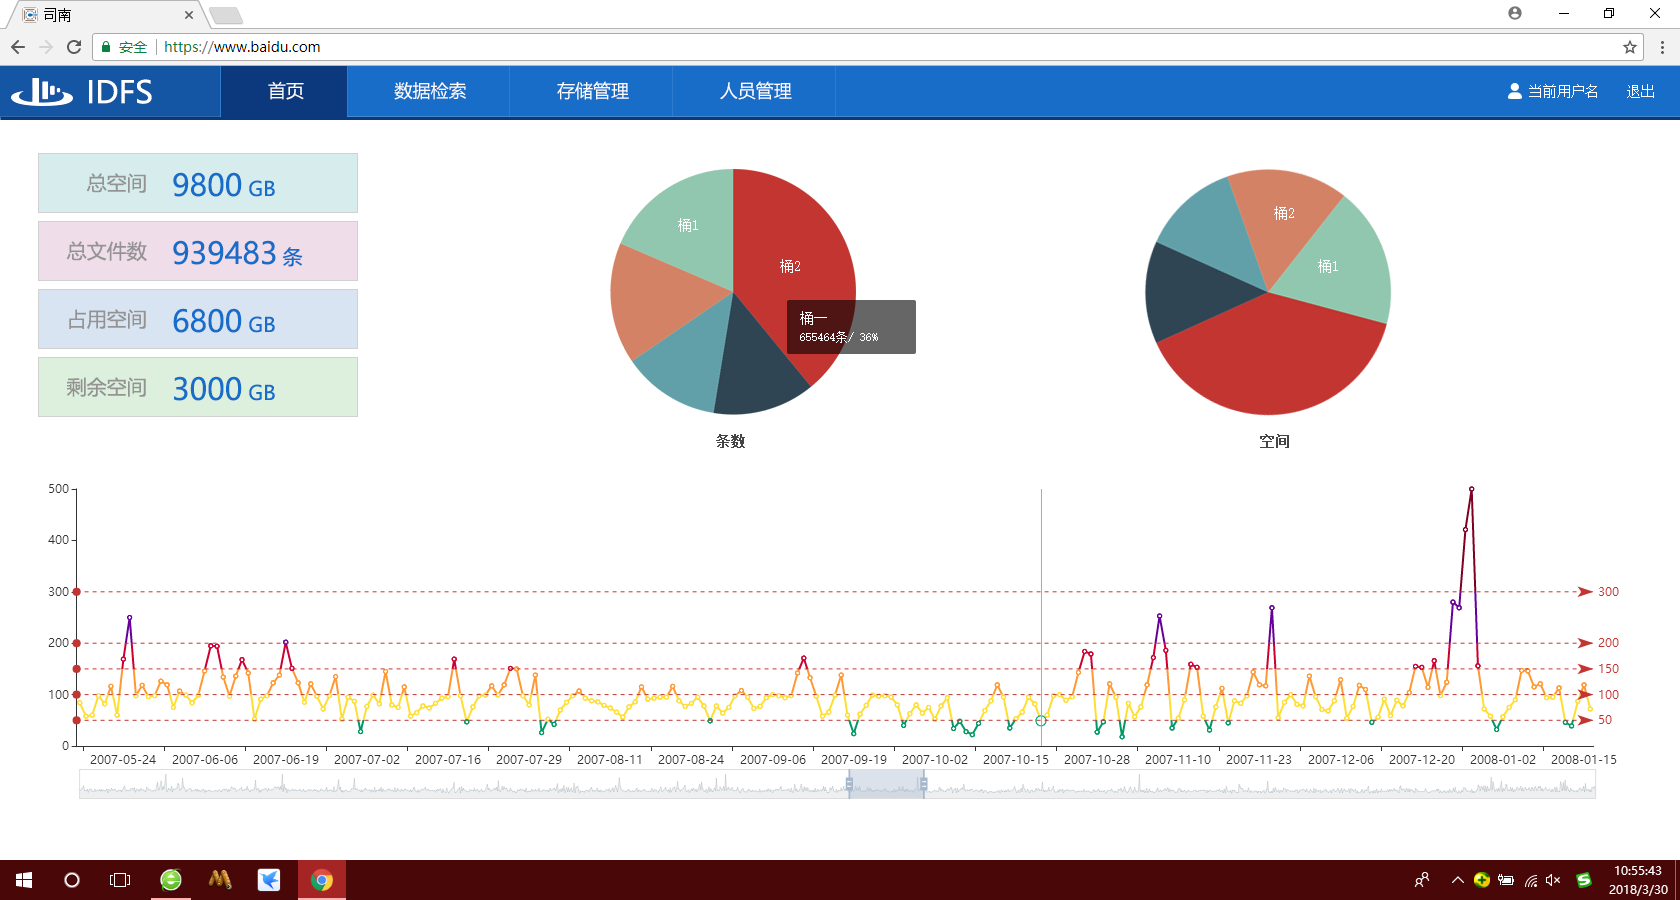 司南
安全 https://www.baidu.com
IDFS 首页 数据检索 存储管理 人员管理 当前用户名 退出
总空间 9800 GB
总文件数 939483 条
占用空间 6800 GB
剩余空间 3000 GB
桶1
桶2
桶一
655464条/ 36%
条数
桶2
桶1
空间
500
400
300
200
100
0
300
200
150
100
50
2007-05-24 2007-06-06 2007-06-19 2007-07-02 2007-07-16 2007-07-29 2007-08-11 2007-08-24 2007-09-06 2007-09-19 2007-10-02 2007-10-15 2007-10-28 2007-11-10 2007-11-23 2007-12-06 2007-12-20 2008-01-02 2008-01-15
10:55:43
2018/3/30